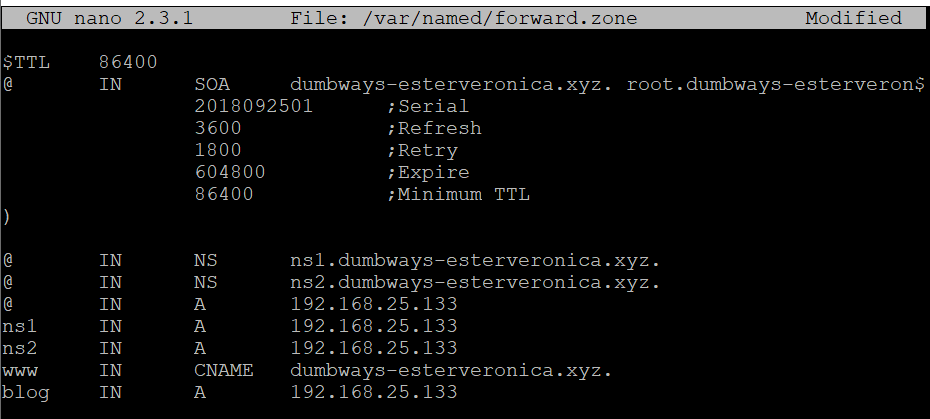 GNU nano 2.3.1 File: /var/named/forward.zone Modified
$TTL 86400
@ IN SOA dumbways-esterveronica.xyz. root.dumbways-esterveron$
2018092501 ;Serial
3600 ;Refresh
1800 ;Retry
604800 ;Expire
86400 ;Minimum TTL
)
@ IN NS ns1.dumbways-esterveronica.xyz.
@ IN NS ns2.dumbways-esterveronica.xyz.
@ IN A 192.168.25.133
ns1 IN A 192.168.25.133
ns2 IN A 192.168.25.133
www IN CNAME dumbways-esterveronica.xyz.
blog IN A 192.168.25.133